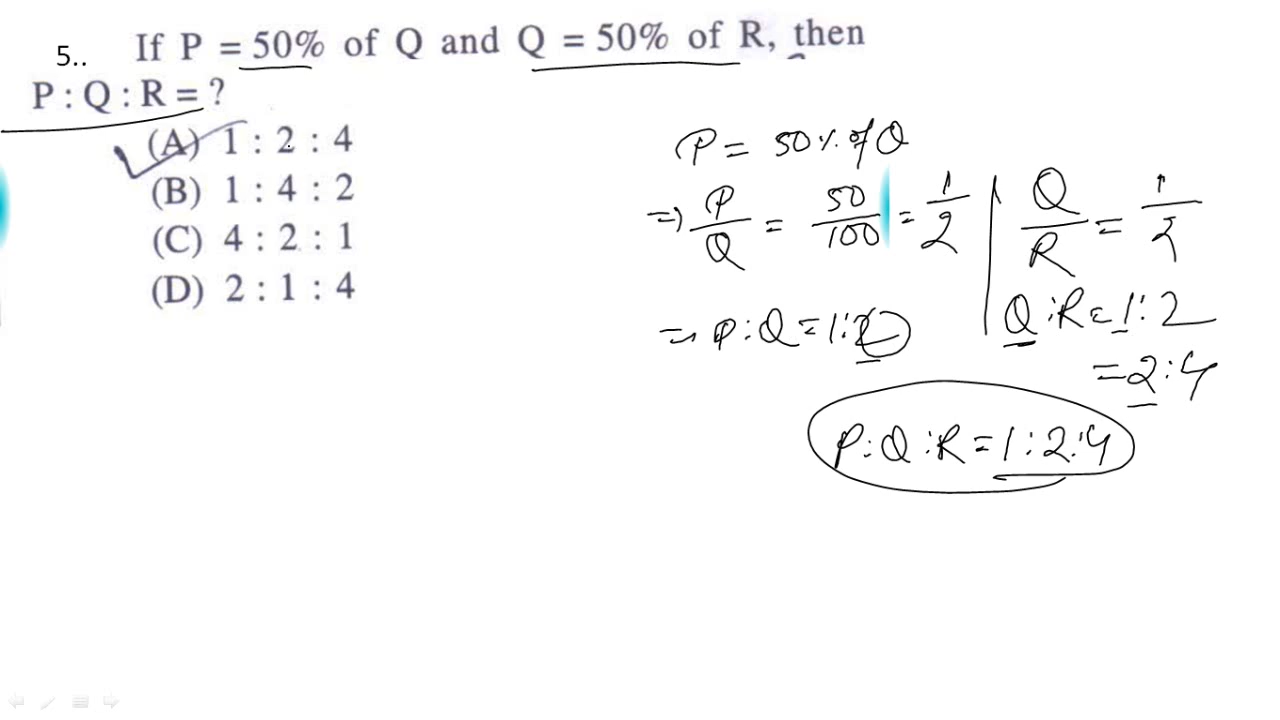 5.. If P = 50% of Q and Q = 50% of R, then
P : Q : R = ?
(A) 1 : 2 : 4
(B) 1 : 4 : 2
(C) 4 : 2 : 1
(D) 2 : 1 : 4
P = 50% of Q
=> P/Q = 50/100 = 1/2
=> P : Q = 1 : 2
Q/R = 1/2
Q : R = 1 : 2
= 2 : 4
P : Q : R = 1 : 2 : 4